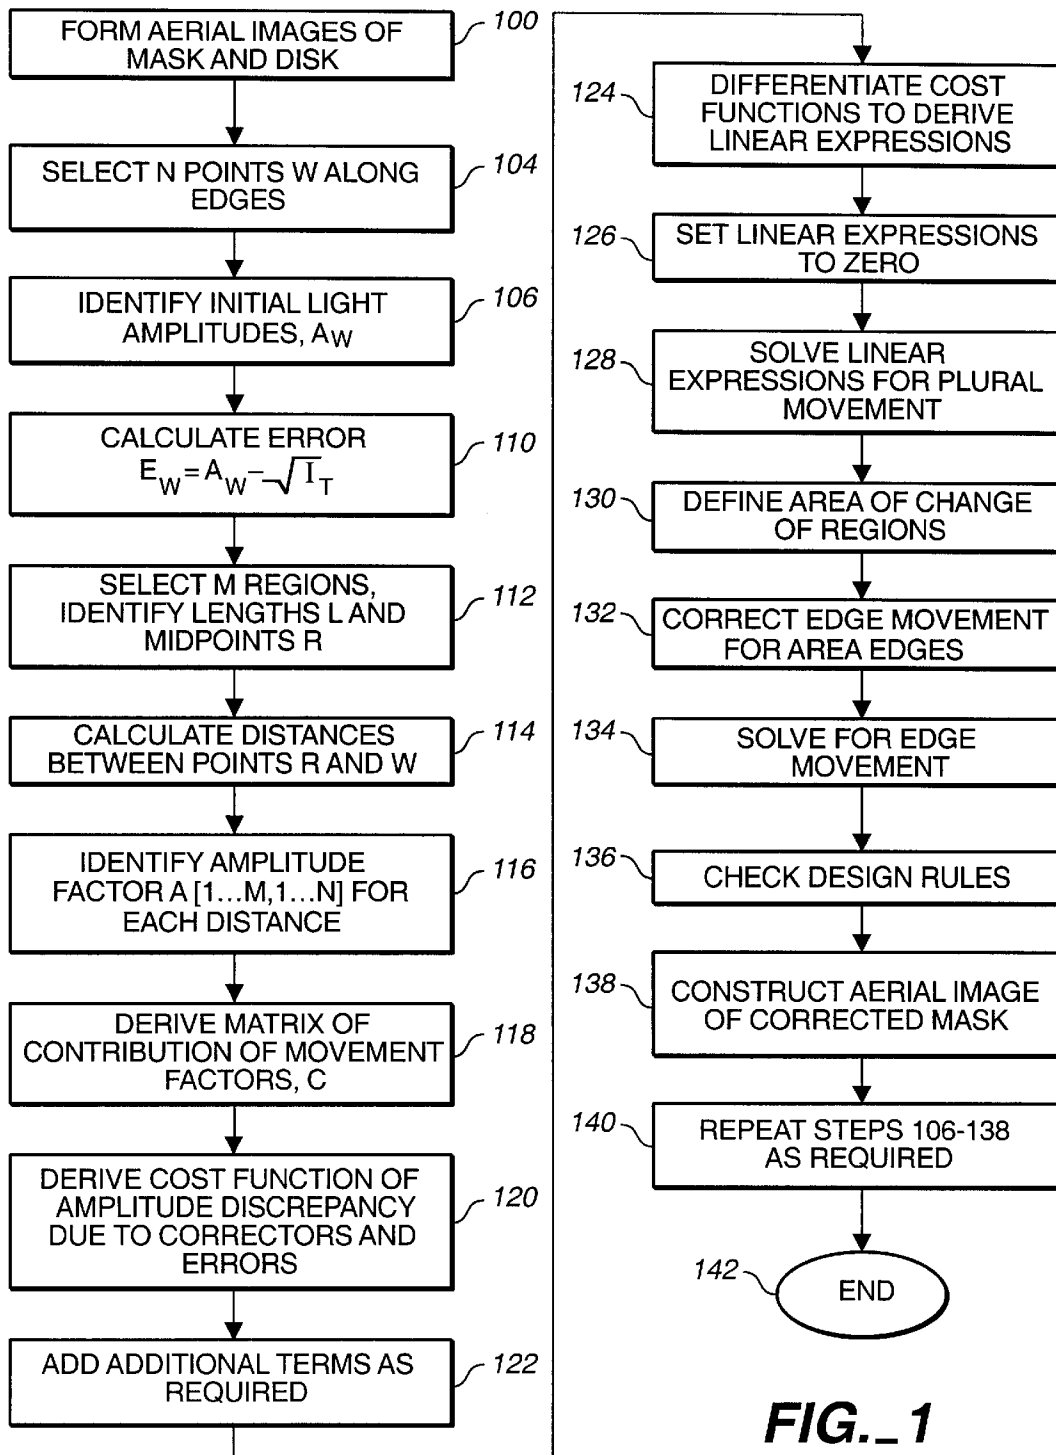 FORM AERIAL IMAGES OF
MASK AND DISK
100
SELECT N POINTS W ALONG
EDGES
104
IDENTIFY INITIAL LIGHT
AMPLITUDES, AW
106
CALCULATE ERROR
EW = AW - √IT
110
SELECT M REGIONS,
IDENTIFY LENGTHS L AND
MIDPOINTS R
112
CALCULATE DISTANCES
BETWEEN POINTS R AND W
114
IDENTIFY AMPLITUDE
FACTOR A [1...M,1...N] FOR
EACH DISTANCE
116
DERIVE MATRIX OF
CONTRIBUTION OF MOVEMENT
FACTORS, C
118
DERIVE COST FUNCTION OF
AMPLITUDE DISCREPANCY
DUE TO CORRECTORS AND
ERRORS
120
ADD ADDITIONAL TERMS AS
REQUIRED
122
124
DIFFERENTIATE COST
FUNCTIONS TO DERIVE
LINEAR EXPRESSIONS
126
SET LINEAR EXPRESSIONS
TO ZERO
128
SOLVE LINEAR
EXPRESSIONS FOR PLURAL
MOVEMENT
130
DEFINE AREA OF CHANGE
OF REGIONS
132
CORRECT EDGE MOVEMENT
FOR AREA EDGES
134
SOLVE FOR EDGE
MOVEMENT
136
CHECK DESIGN RULES
138
CONSTRUCT AERIAL IMAGE
OF CORRECTED MASK
140
REPEAT STEPS 106-138
AS REQUIRED
142
END
FIG._1